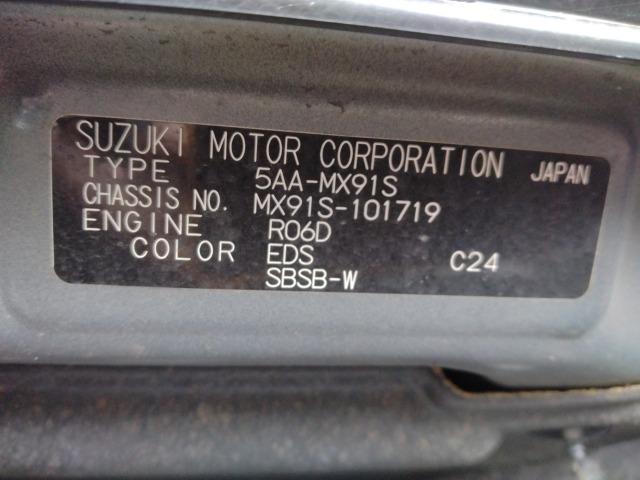 SUZUKI MOTOR CORPORATION JAPAN
TYPE 5AA-MX91S
CHASSIS NO. MX91S-101719
ENGINE R06D
COLOR EDS C24
SBSB-W